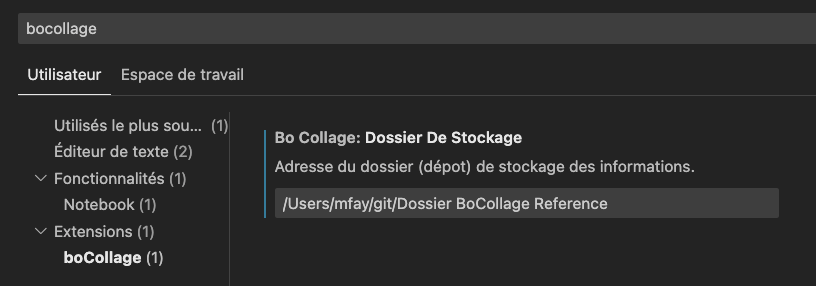 bocollage
Utilisateur
Espace de travail
Utilisés le plus sou... (1)
Éditeur de texte (2)
Fonctionnalités (1)
Notebook (1)
Extensions (1)
boCollage (1)
Bo Collage: Dossier De Stockage
Adresse du dossier (dépot) de stockage des informations.
/Users/mfay/git/Dossier BoCollage Reference